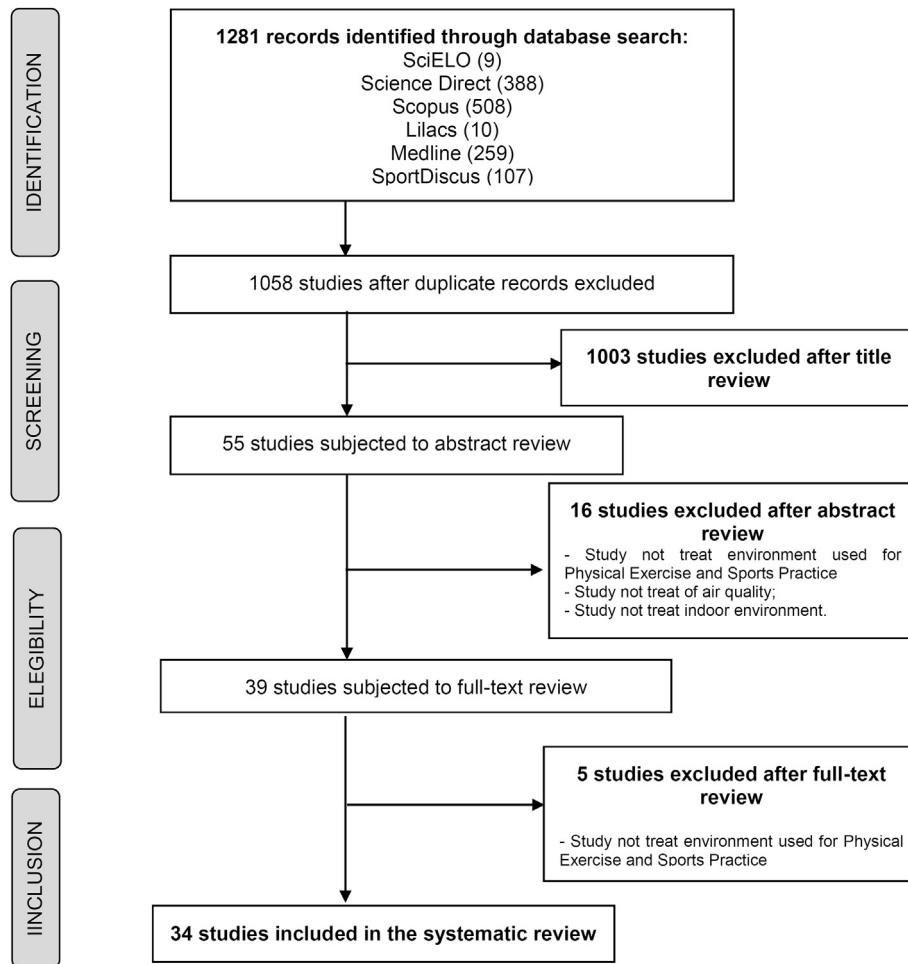 IDENTIFICATION
1281 records identified through database search:
SciELO (9)
Science Direct (388)
Scopus (508)
Lilacs (10)
Medline (259)
SportDiscus (107)
1058 studies after duplicate records excluded
SCREENING
1003 studies excluded after title
review
55 studies subjected to abstract review
16 studies excluded after abstract
review
- Study not treat environment used for
Physical Exercise and Sports Practice
- Study not treat of air quality;
- Study not treat indoor environment.
ELEGIBILITY
39 studies subjected to full-text review
5 studies excluded after full-text
review
- Study not treat environment used for Physical
Exercise and Sports Practice
IINCLUSION
34 studies included in the systematic review